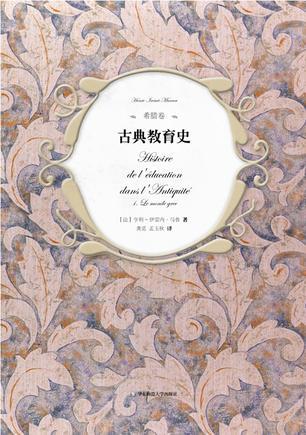 Henri Irénée Marrou
希腊卷
古典教育史
Histoire
de l'éducation
dans l'Antiquité
1. Le monde grec
[法] 亨利-伊雷内·马鲁 著
龚觅 孟玉秋 译
华东师范大学出版社